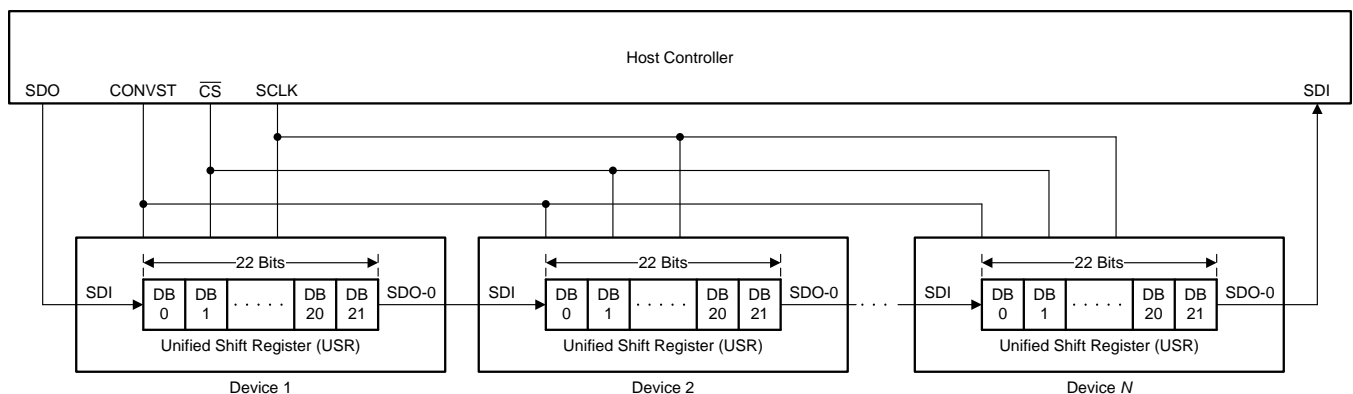 Host Controller
SDO CONVST CS SCLK SDI
22 Bits 22 Bits 22 Bits
SDI DB 0 DB 1 . . . . . DB 20 DB 21 SDO-0 SDI DB 0 DB 1 . . . . . DB 20 DB 21 SDO-0 . . . . SDI DB 0 DB 1 . . . . . DB 20 DB 21 SDO-0
Unified Shift Register (USR) Unified Shift Register (USR) Unified Shift Register (USR)
Device 1 Device 2 Device N